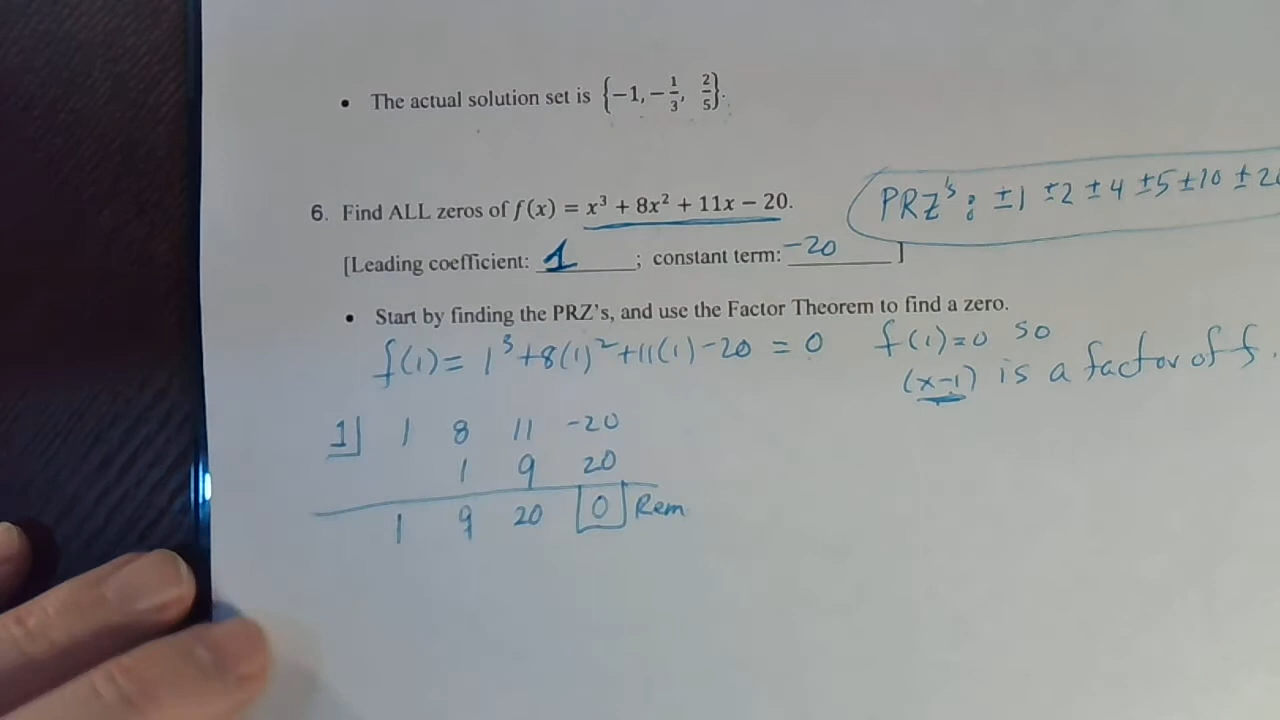 • The actual solution set is {−1, −1/3, 2/5}.
6. Find ALL zeros of f(x) = x³ + 8x² + 11x − 20.
PRZ's: ±1 ±2 ±4 ±5 ±10 ±20
[Leading coefficient: 1 ; constant term: −20 ]
• Start by finding the PRZ's, and use the Factor Theorem to find a zero.
f(1) = 1³ + 8(1)² + 11(1) − 20 = 0 f(1) = 0 so
(x−1) is a factor of f.
1| 1 8 11 −20
1 9 20
1 9 20 0 Rem